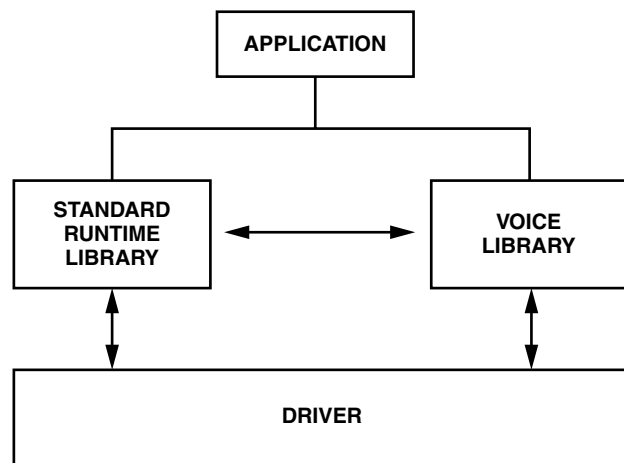 APPLICATION
STANDARD
RUNTIME
LIBRARY
VOICE
LIBRARY
DRIVER